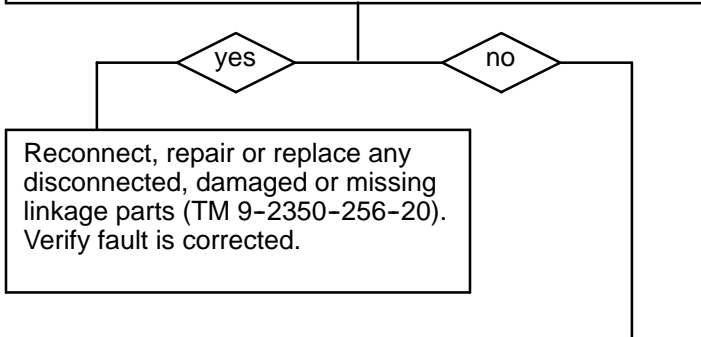 yes
no
Reconnect, repair or replace any
disconnected, damaged or missing
linkage parts (TM 9-2350-256-20).
Verify fault is corrected.